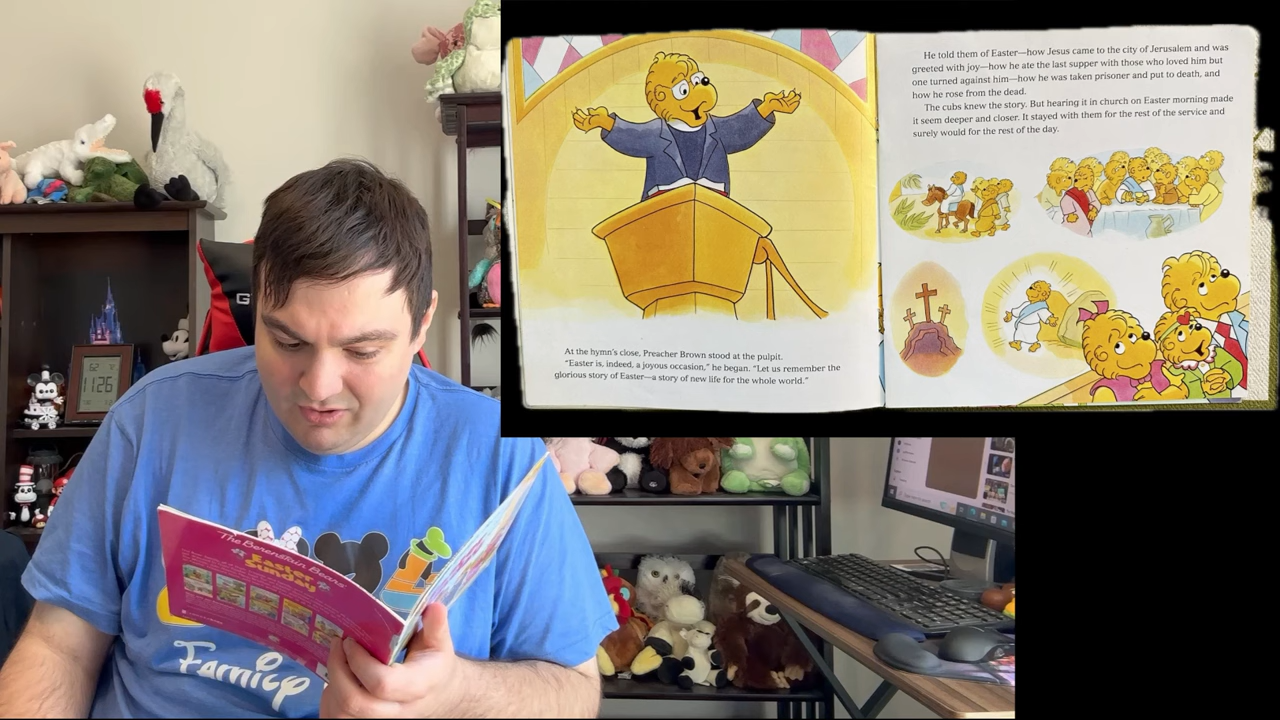 He told them of Easter—how Jesus came to the city of Jerusalem and was
greeted with joy—how he ate the last supper with those who loved him but
one turned against him—how he was taken prisoner and put to death, and
how he rose from the dead.
The cubs knew the story. But hearing it in church on Easter morning made
it seem deeper and closer. It stayed with them for the rest of the service and
surely would for the rest of the day.
At the hymn's close, Preacher Brown stood at the pulpit.
"Easter is, indeed, a joyous occasion," he began. "Let us remember the
glorious story of Easter—a story of new life for the whole world."
G
62
1126
The Berenstain Bears
Easter
Sunday
Family